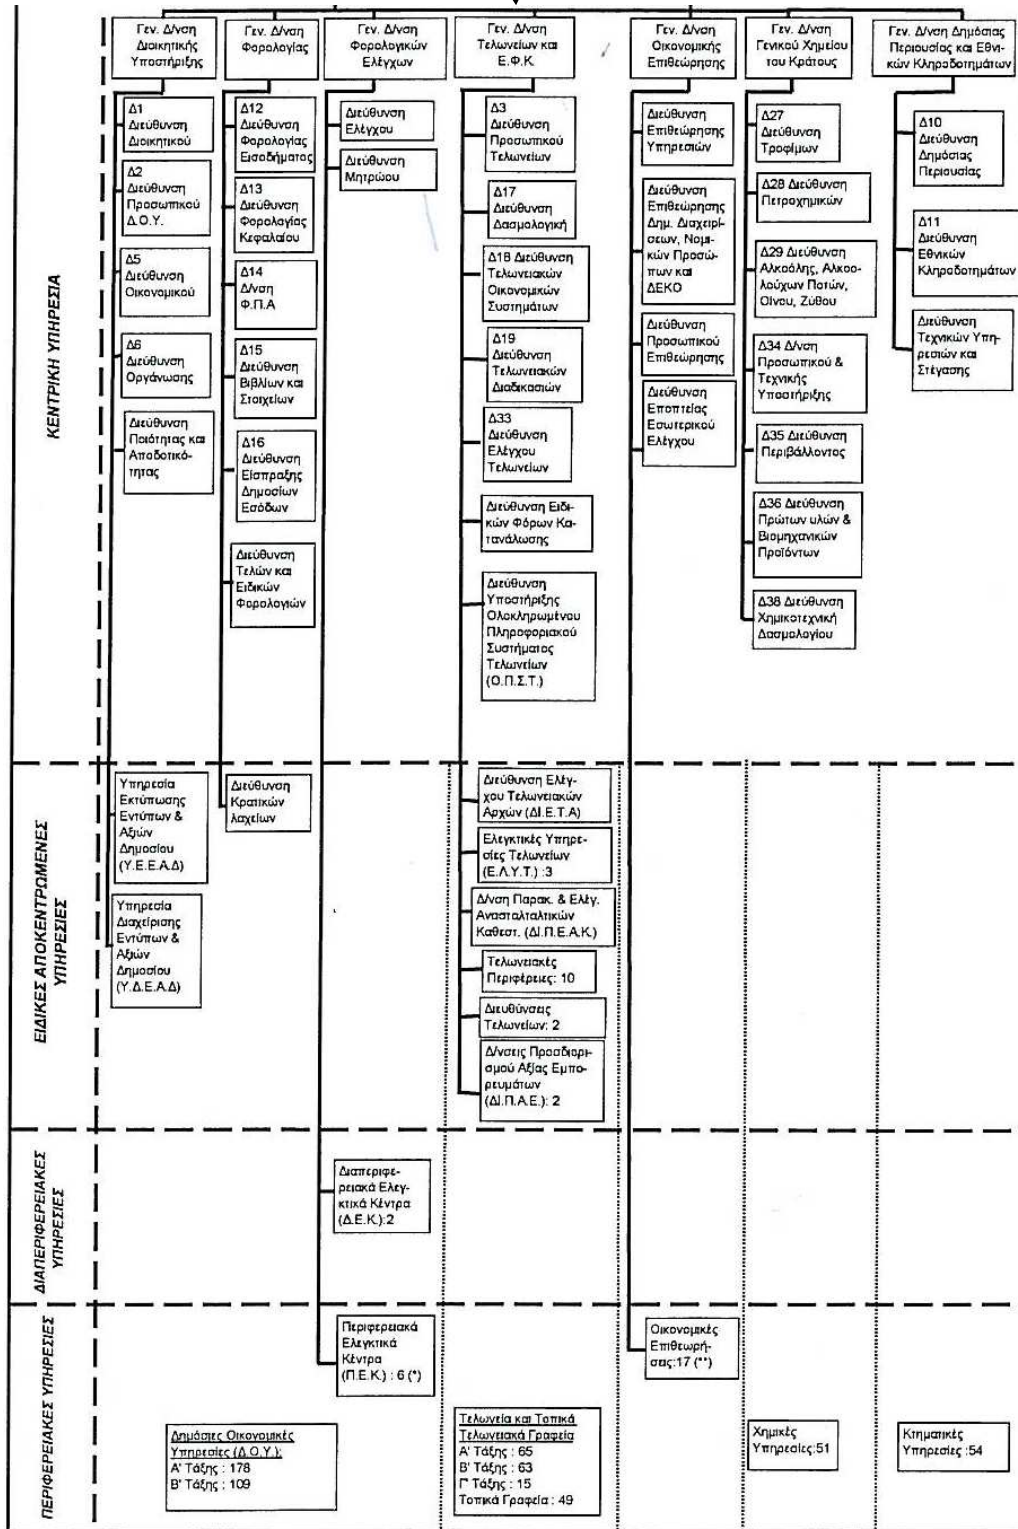 Γεν. Δ/νση
Διοικητικής
Υποστήριξης
Γεν. Δ/νση
Φορολογίας
Γεν. Δ/νση
Φορολογικών
Ελέγχων
Γεν. Δ/νση
Τελωνείων και
Ε.Φ.Κ.
Γεν. Δ/νση
Οικονομικής
Επιθεώρησης
Γεν. Δ/νση
Γενικού Χημείου
του Κράτους
Γεν. Δ/νση Δημόσιας
Περιουσίας και Εθνι-
κών Κληροδοτημάτων
ΚΕΝΤΡΙΚΗ ΥΠΗΡΕΣΙΑ
Δ1
Διεύθυνση
Διοικητικού
Δ2
Διεύθυνση
Προσωπικού
Δ.Ο.Υ.
Δ5
Διεύθυνση
Οικονομικού
Δ6
Διεύθυνση
Οργάνωσης
Διεύθυνση
Ποιότητας και
Αποδοτικό-
τητας
Δ12
Διεύθυνση
Φορολογίας
Εισοδήματος
Δ13
Διεύθυνση
Φορολογίας
Κεφαλαίου
Δ14
Δ/νση
Φ.Π.Α
Δ15
Διεύθυνση
Βιβλίων και
Στοιχείων
Δ16
Διεύθυνση
Είσπραξης
Δημοσίων
Εσόδων
Διεύθυνση
Τελών και
Ειδικών
Φορολογιών
Διεύθυνση
Ελέγχου
Διεύθυνση
Μητρώου
Δ3
Διεύθυνση
Προσωπικού
Τελωνείων
Δ17
Διεύθυνση
Δασμολογική
Δ18 Διεύθυνση
Τελωνειακών
Οικονομικών
Συστημάτων
Δ19
Διεύθυνση
Τελωνειακών
Διαδικασιών
Δ33
Διεύθυνση
Ελέγχου
Τελωνείων
Διεύθυνση Ειδι-
κών Φόρων Κα-
τανάλωσης
Διεύθυνση
Υποστήριξης
Ολοκληρωμένου
Πληροφοριακού
Συστήματος
Τελωνείων
(Ο.Π.Σ.Τ.)
Διεύθυνση
Επιθεώρησης
Υπηρεσιών
Διεύθυνση
Επιθεώρησης
Δημ. Διαχειρί-
σεων, Νομι-
κών Προσώ-
πων και
ΔΕΚΟ
Διεύθυνση
Προσωπικού
Επιθεώρησης
Διεύθυνση
Εποπτείας
Εσωτερικού
Ελέγχου
Δ27
Διεύθυνση
Τροφίμων
Δ28 Διεύθυνση
Πετροχημικών
Δ29 Διεύθυνση
Αλκοόλης, Αλκοο-
λούχων Ποτών,
Οίνου, Ζύθου
Δ34 Δ/νση
Προσωπικού &
Τεχνικής
Υποστήριξης
Δ35 Διεύθυνση
Περιβάλλοντος
Δ36 Διεύθυνση
Πρώτων υλών &
Βιομηχανικών
Προϊόντων
Δ38 Διεύθυνση
Χημικοτεχνική
Δασμολογίου
Δ10
Διεύθυνση
Δημόσιας
Περιουσίας
Δ11
Διεύθυνση
Εθνικών
Κληροδοτημάτων
Διεύθυνση
Τεχνικών Υπη-
ρεσιών και
Στέγασης
ΕΙΔΙΚΕΣ ΑΠΟΚΕΝΤΡΩΜΕΝΕΣ
ΥΠΗΡΕΣΙΕΣ
Υπηρεσία
Εκτύπωσης
Εντύπων &
Αξιών
Δημοσίου
(Υ.Ε.Ε.Α.Δ)
Υπηρεσία
Διαχείρισης
Εντύπων &
Αξιών
Δημοσίου
(Υ.Δ.Ε.Α.Δ)
Διεύθυνση
Κρατικών
λαχείων
Διεύθυνση Ελέγ-
χου Τελωνειακών
Αρχών (ΔΙ.Ε.Τ.Α)
Ελεγκτικές Υπηρε-
σίες Τελωνείων
(Ε.Λ.Υ.Τ.) :3
Δ/νση Παρακ. & Ελέγ.
Ανασταλταλτικών
Καθεστ. (ΔΙ.Π.Ε.Α.Κ.)
Τελωνειακές
Περιφέρειες: 10
Διευθύνσεις
Τελωνείων: 2
Δ/νσεις Προσδιορι-
σμού Αξίας Εμπο-
ρευμάτων
(ΔΙ.Π.Α.Ε.): 2
ΔΙΑΠΕΡΙΦΕΡΕΙΑΚΕΣ
ΥΠΗΡΕΣΙΕΣ
Διαπεριφε-
ρειακά Ελεγ-
κτικά Κέντρα
(Δ.Ε.Κ.):2
ΠΕΡΙΦΕΡΕΙΑΚΕΣ ΥΠΗΡΕΣΙΕΣ
Περιφερειακά
Ελεγκτικά
Κέντρα
(Π.Ε.Κ.) : 6 (*)
Οικονομικές
Επιθεωρή-
σεις:17 (**)
Δημόσιες Οικονομικές
Υπηρεσίες (Δ.Ο.Υ.):
Α' Τάξης : 178
Β' Τάξης : 109
Τελωνεία και Τοπικά
Τελωνειακά Γραφεία
Α' Τάξης : 65
Β' Τάξης : 63
Γ' Τάξης : 15
Τοπικά Γραφεία : 49
Χημικές
Υπηρεσίες:51
Κτηματικές
Υπηρεσίες :54